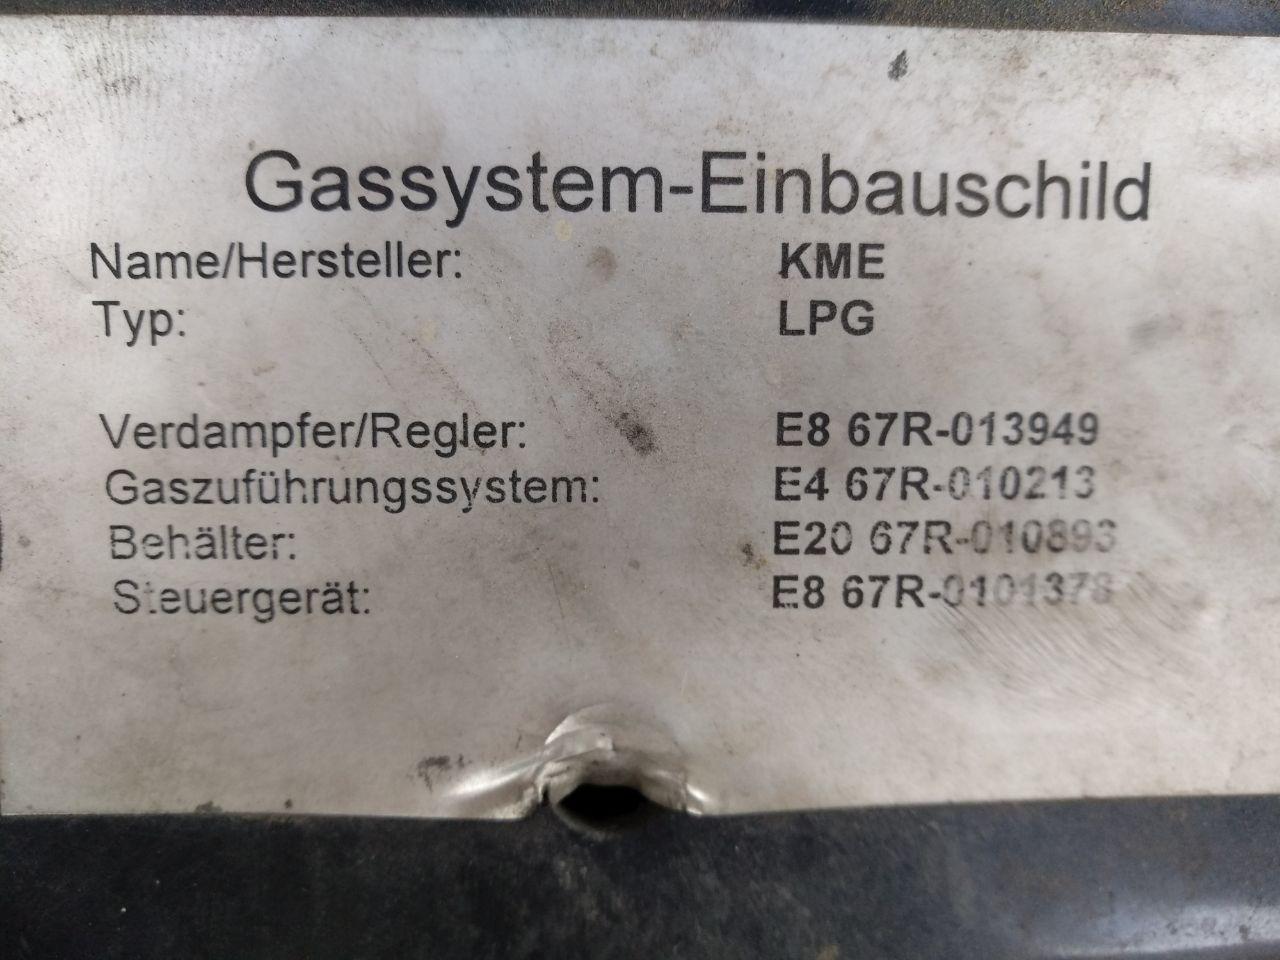 Gassystem-Einbauschild
Name/Hersteller: KME
Typ: LPG
Verdampfer/Regler: E8 67R-013949
Gaszuführungssystem: E4 67R-010213
Behälter: E20 67R-010893
Steuergerät: E8 67R-0101378